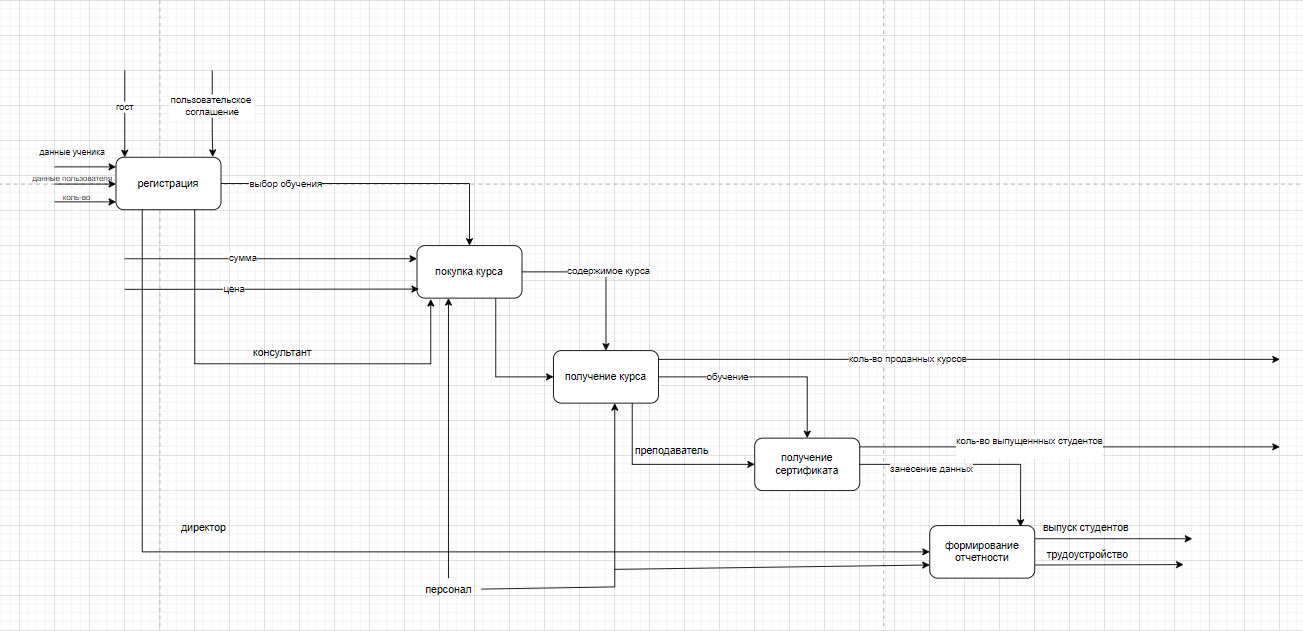 гост
пользовательское
соглашение
данные ученика
данные пользователя
коль-во
регистрация
выбор обучения
сумма
цена
покупка курса
содержимое курса
консультант
получение курса
коль-во проданных курсов
обучение
преподаватель
получение
сертификата
коль-во выпущеннных студентов
занесение данных
директор
формирование
отчетности
выпуск студентов
трудоустройство
персонал